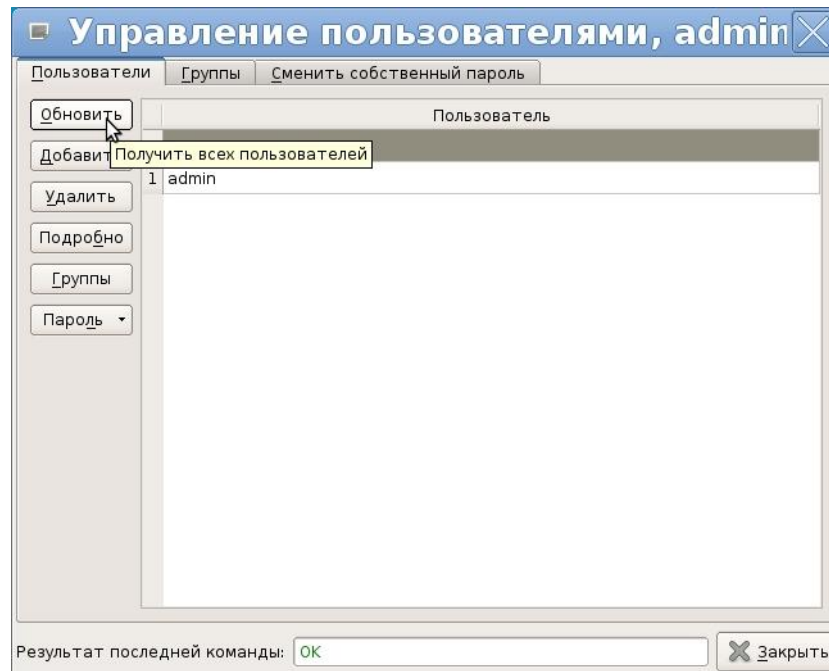 Управление пользователями, admin
Пользователи Группы Сменить собственный пароль
Обновить
Пользователь
Добавит
Получить всех пользователей
1 admin
Удалить
Подробно
Группы
Пароль
Результат последней команды: OK
Закрыть